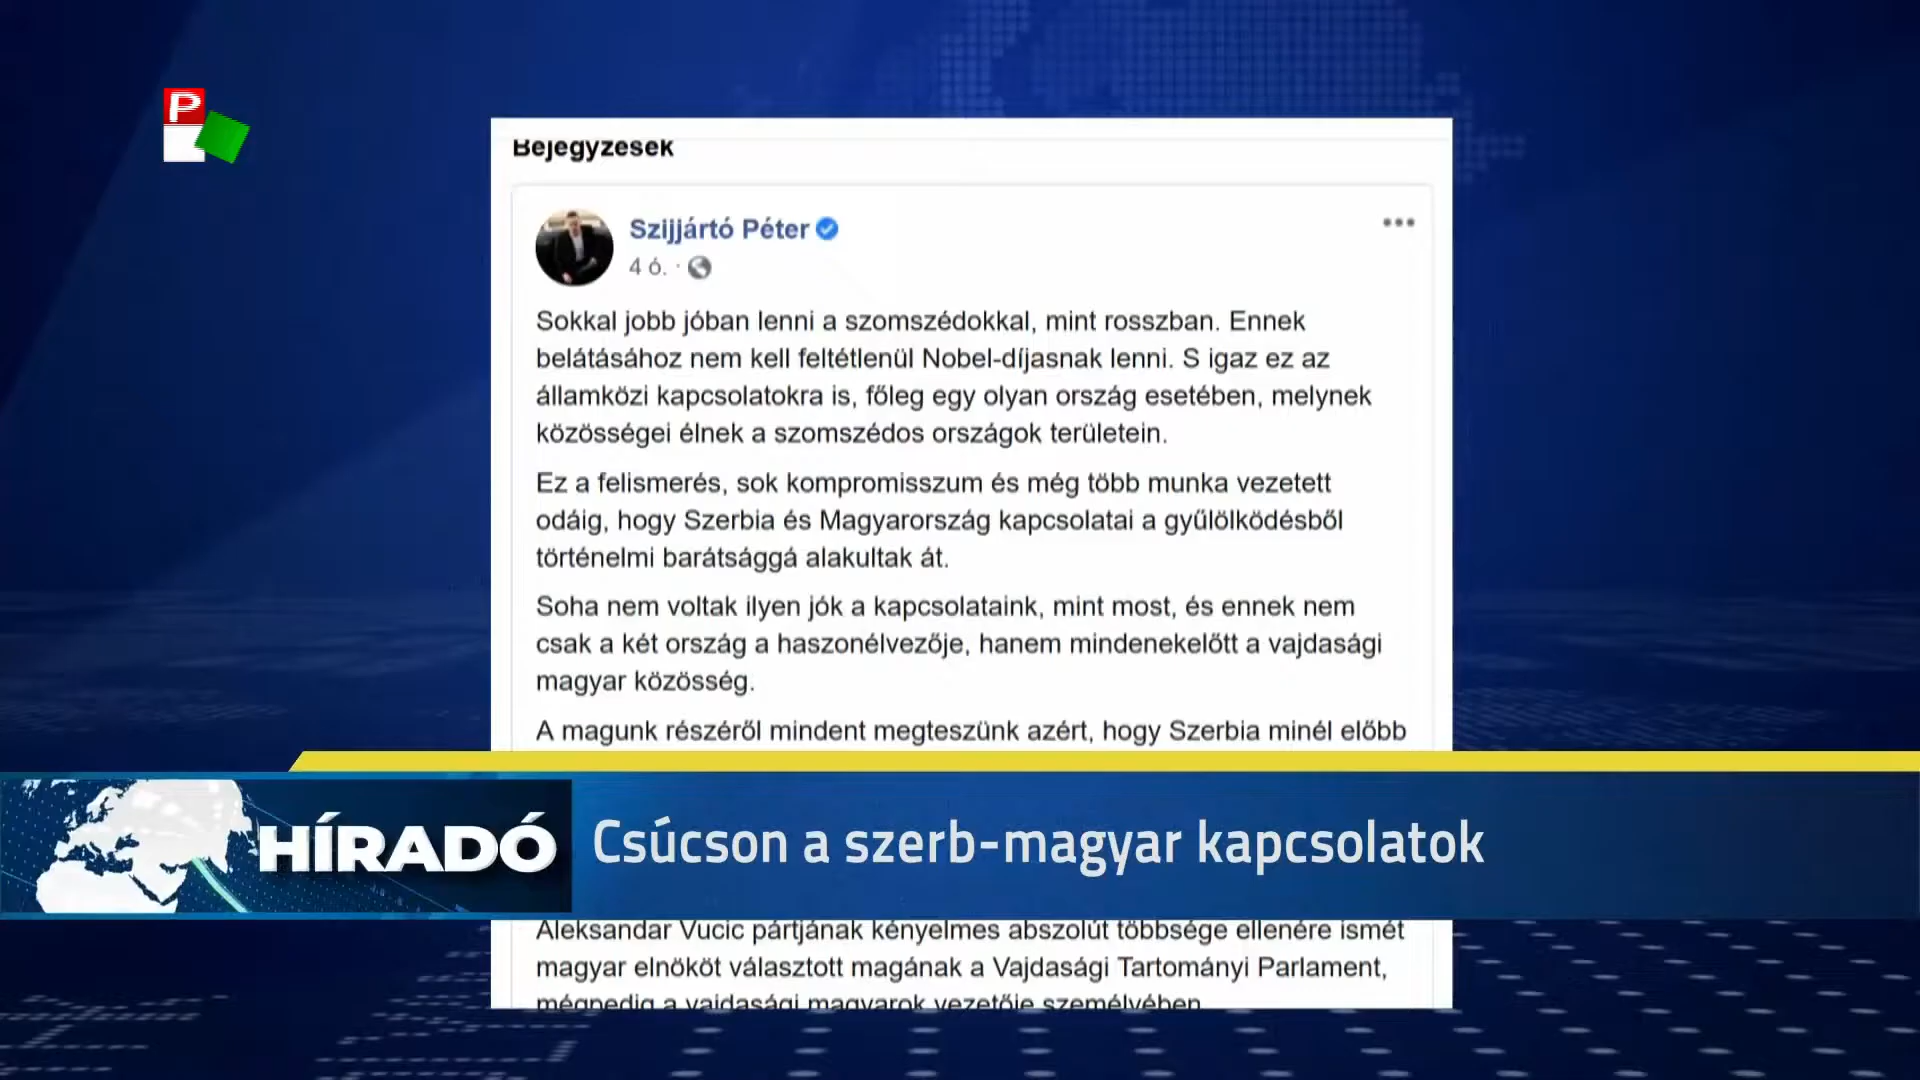 P
Bejegyzések
Szijjártó Péter
4 ó. ·
Sokkal jobb jóban lenni a szomszédokkal, mint rosszban. Ennek
belátásához nem kell feltétlenül Nobel-díjasnak lenni. S igaz ez az
államközi kapcsolatokra is, főleg egy olyan ország esetében, melynek
közösségei élnek a szomszédos országok területein.
Ez a felismerés, sok kompromisszum és még több munka vezetett
odáig, hogy Szerbia és Magyarország kapcsolatai a gyűlölködésből
történelmi barátsággá alakultak át.
Soha nem voltak ilyen jók a kapcsolataink, mint most, és ennek nem
csak a két ország a haszonélvezője, hanem mindenekelőtt a vajdasági
magyar közösség.
A magunk részéről mindent megteszünk azért, hogy Szerbia minél előbb
HÍRADÓ
Csúcson a szerb-magyar kapcsolatok
Aleksandar Vucic pártjának kényelmes abszolút többsége ellenére ismét
magyar elnököt választott magának a Vajdasági Tartományi Parlament,
mégpedig a vajdasági magyarok vezetője személyében